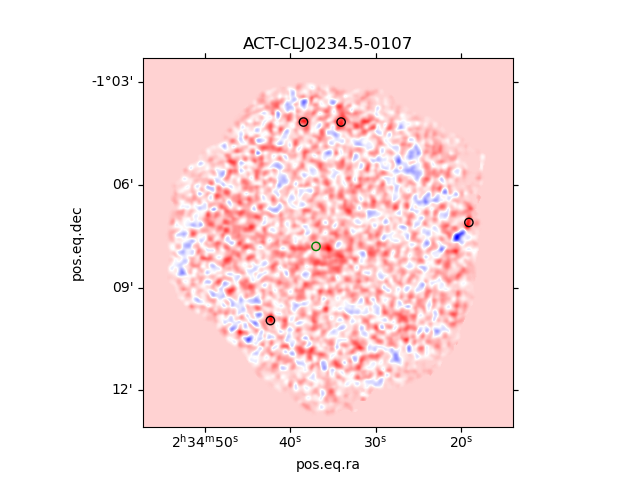 ACT-CLJ0234.5-0107
-1°03'
06'
09'
12'
pos.eq.dec
2h34m50s
40s
30s
20s
pos.eq.ra